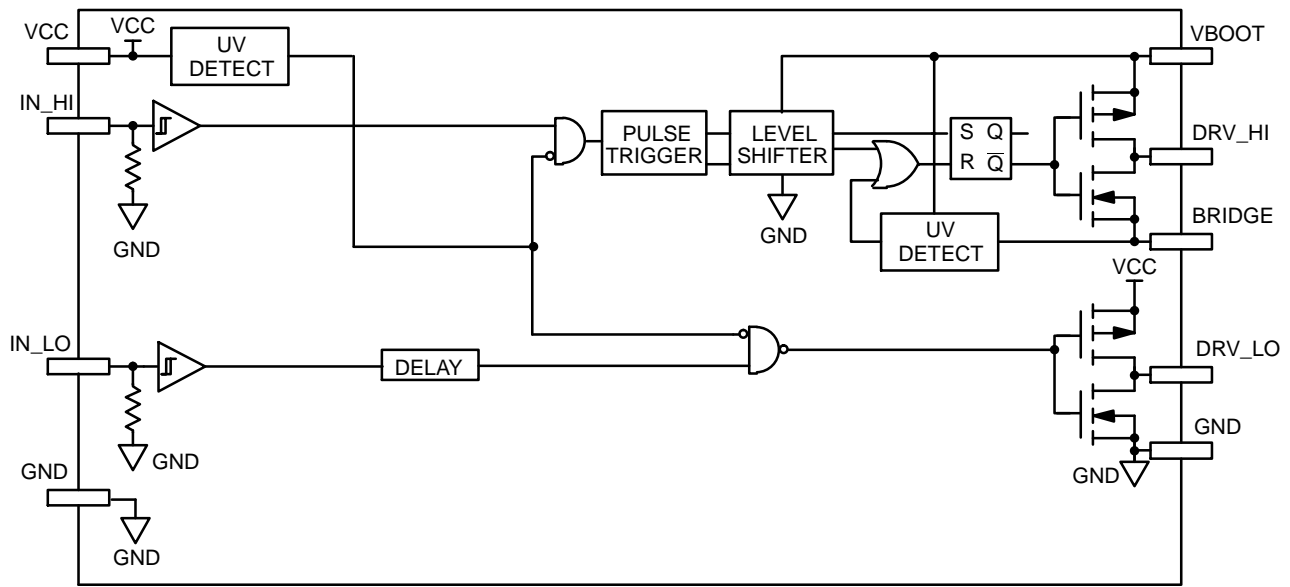 VCC
VCC
UV
DETECT
VBOOT
IN_HI
PULSE
TRIGGER
LEVEL
SHIFTER
S Q
R Q̅
DRV_HI
GND
GND
UV
DETECT
BRIDGE
VCC
IN_LO
DELAY
DRV_LO
GND
GND
GND
GND
GND